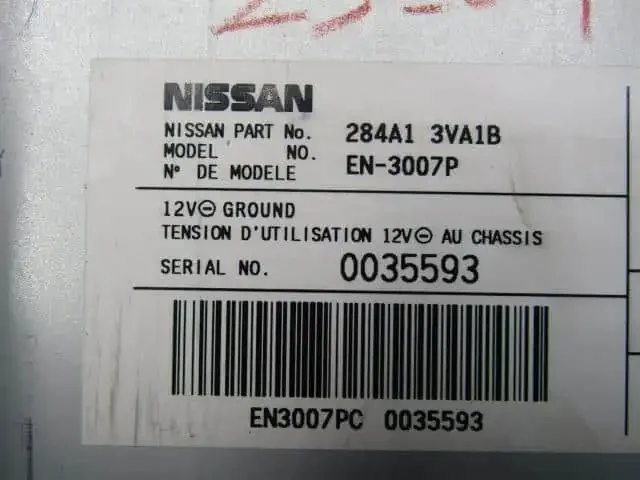 NISSAN
NISSAN PART No. 284A1 3VA1B
MODEL NO. EN-3007P
N° DE MODELE
12V⊖ GROUND
TENSION D'UTILISATION 12V⊖ AU CHASSIS
SERIAL NO. 0035593
EN3007PC 0035593